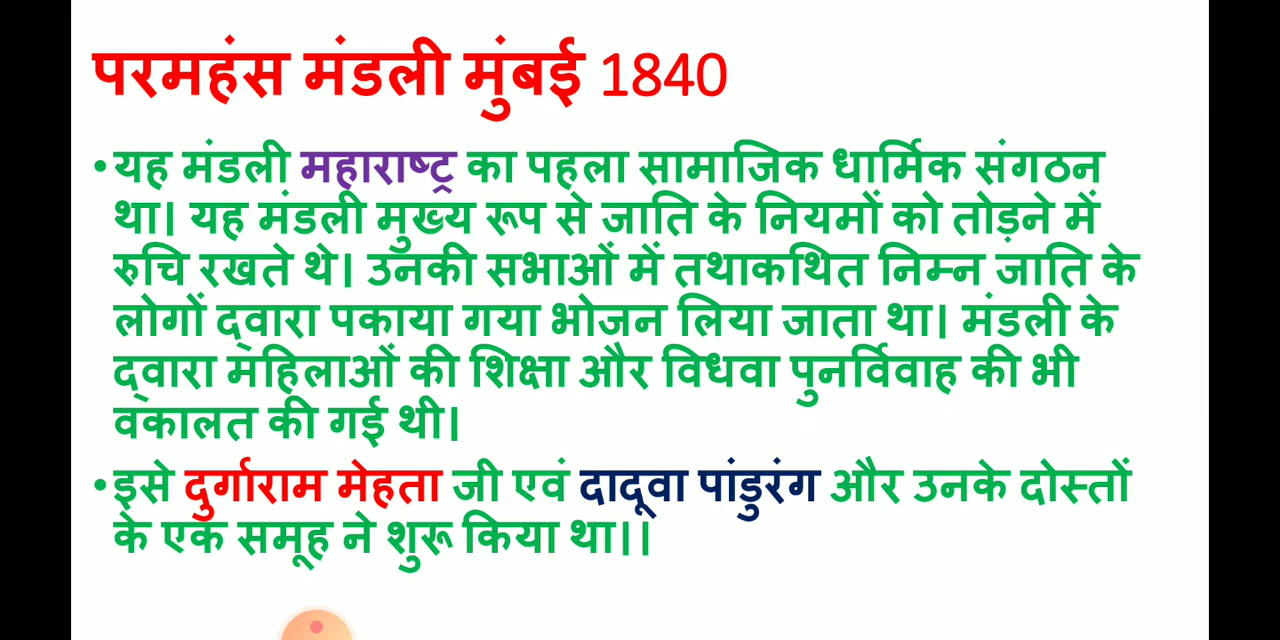 परमहंस मंडली मुंबई 1840
•यह मंडली महाराष्ट्र का पहला सामाजिक धार्मिक संगठन
था। यह मंडली मुख्य रूप से जाति के नियमों को तोड़ने में
रुचि रखते थे। उनकी सभाओं में तथाकथित निम्न जाति के
लोगों द्वारा पकाया गया भोजन लिया जाता था। मंडली के
द्वारा महिलाओं की शिक्षा और विधवा पुनर्विवाह की भी
वकालत की गई थी।
•इसे दुर्गाराम मेहता जी एवं दादूवा पांडुरंग और उनके दोस्तों
के एक समूह ने शुरू किया था।।